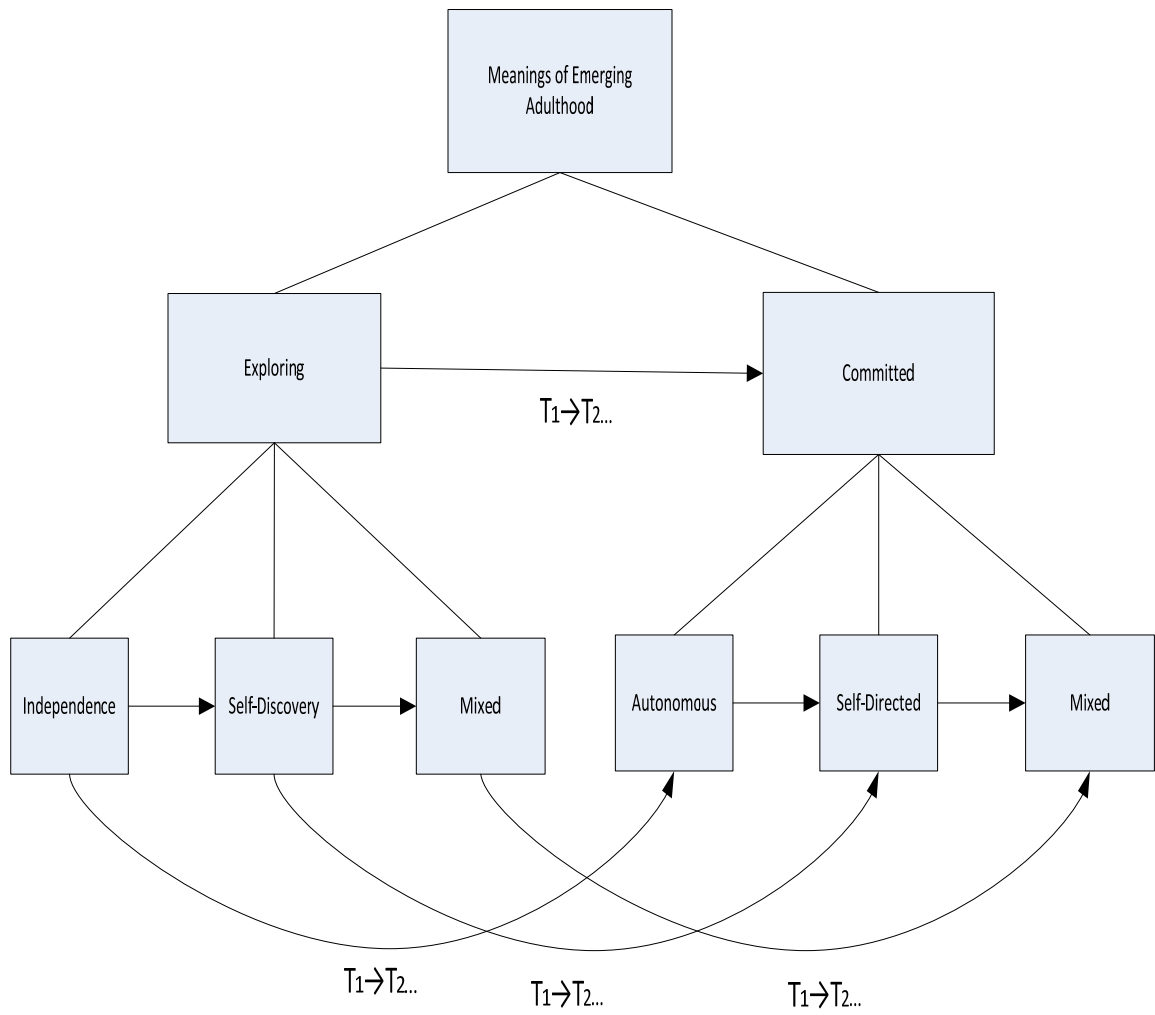 Meanings of Emerging
Adulthood
Exploring
Committed
T1→T2...
Independence
Self-Discovery
Mixed
Autonomous
Self-Directed
Mixed
T1→T2...
T1→T2...
T1→T2...